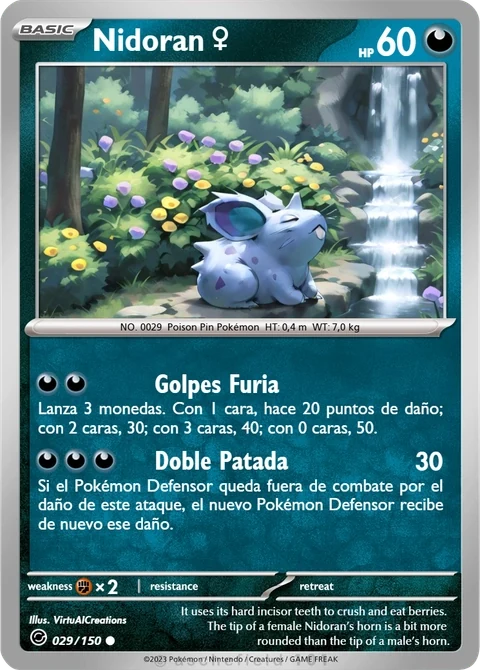 BASIC
Nidoran ♀
HP 60
NO. 0029 Poison Pin Pokémon HT: 0,4 m WT: 7,0 kg
Golpes Furia
Lanza 3 monedas. Con 1 cara, hace 20 puntos de daño;
con 2 caras, 30; con 3 caras, 40; con 0 caras, 50.
Doble Patada 30
Si el Pokémon Defensor queda fuera de combate por el
daño de este ataque, el nuevo Pokémon Defensor recibe
de nuevo ese daño.
weakness ×2 resistance retreat
Illus. VirtuAlCreations
It uses its hard incisor teeth to crush and eat berries.
The tip of a female Nidoran's horn is a bit more
rounded than the tip of a male's horn.
029/150
©2023 Pokémon / Nintendo / Creatures / GAME FREAK